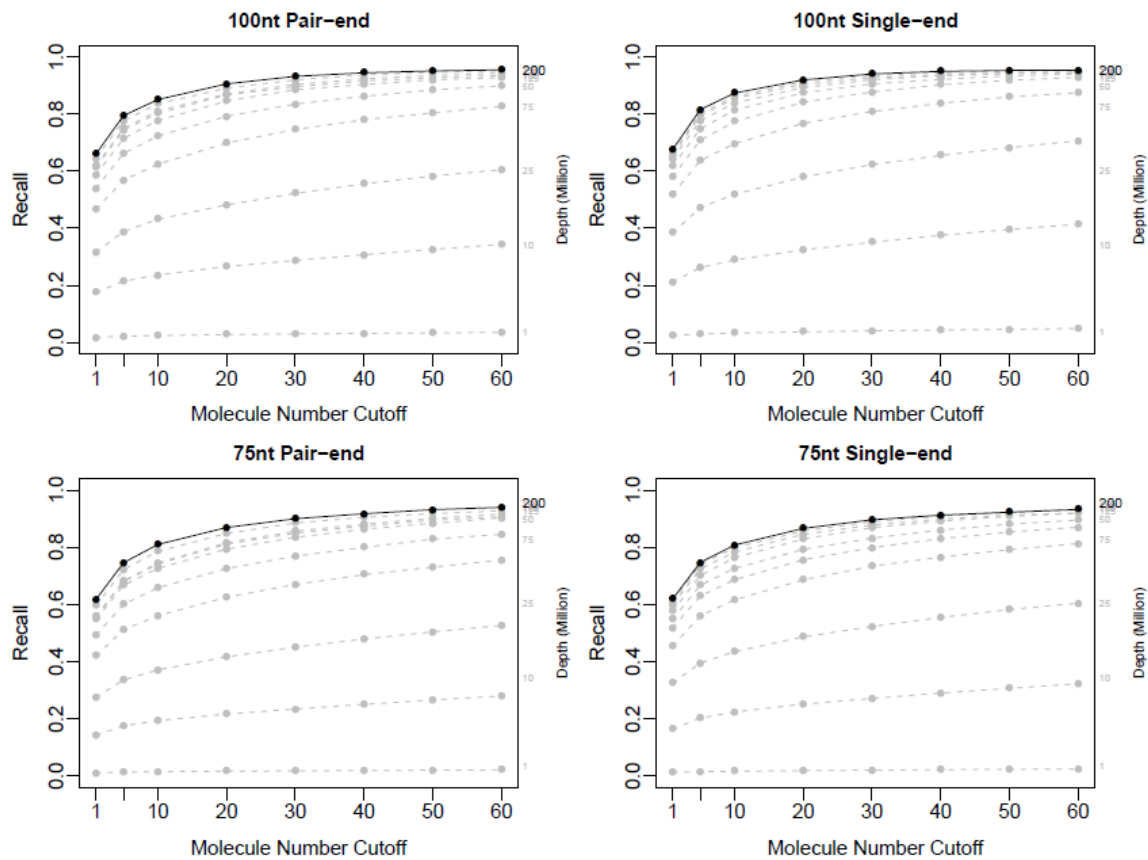 100nt Pair−end
Recall
0.0 0.2 0.4 0.6 0.8 1.0
1 10 20 30 40 50 60
Molecule Number Cutoff
200
50
75
25
10
1
Depth (Million)
100nt Single−end
Recall
0.0 0.2 0.4 0.6 0.8 1.0
1 10 20 30 40 50 60
Molecule Number Cutoff
200
50
75
25
10
1
Depth (Million)
75nt Pair−end
Recall
0.0 0.2 0.4 0.6 0.8 1.0
1 10 20 30 40 50 60
Molecule Number Cutoff
200
50
75
25
10
1
Depth (Million)
75nt Single−end
Recall
0.0 0.2 0.4 0.6 0.8 1.0
1 10 20 30 40 50 60
Molecule Number Cutoff
200
50
75
25
10
1
Depth (Million)